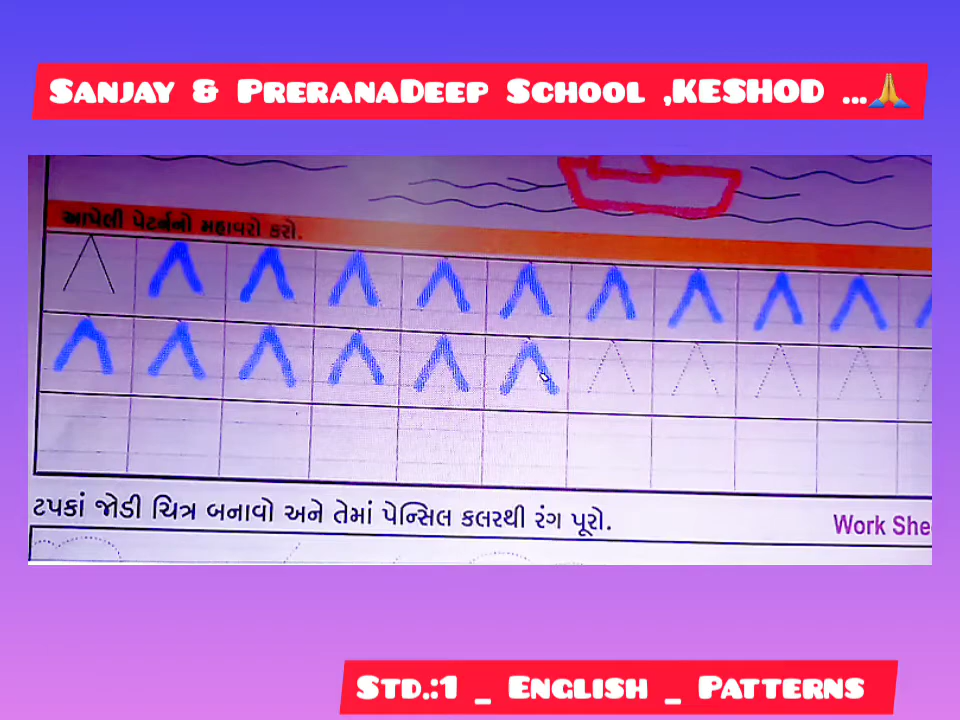 Sanjay & PreranaDeep School ,KESHOD ...🙏
આપેલી પેટર્નનો મહાવરો કરો.
ટપકાં જોડી ચિત્ર બનાવો અને તેમાં પેન્સિલ કલરથી રંગ પૂરો.
Work
Std.:1 _ English _ Patterns